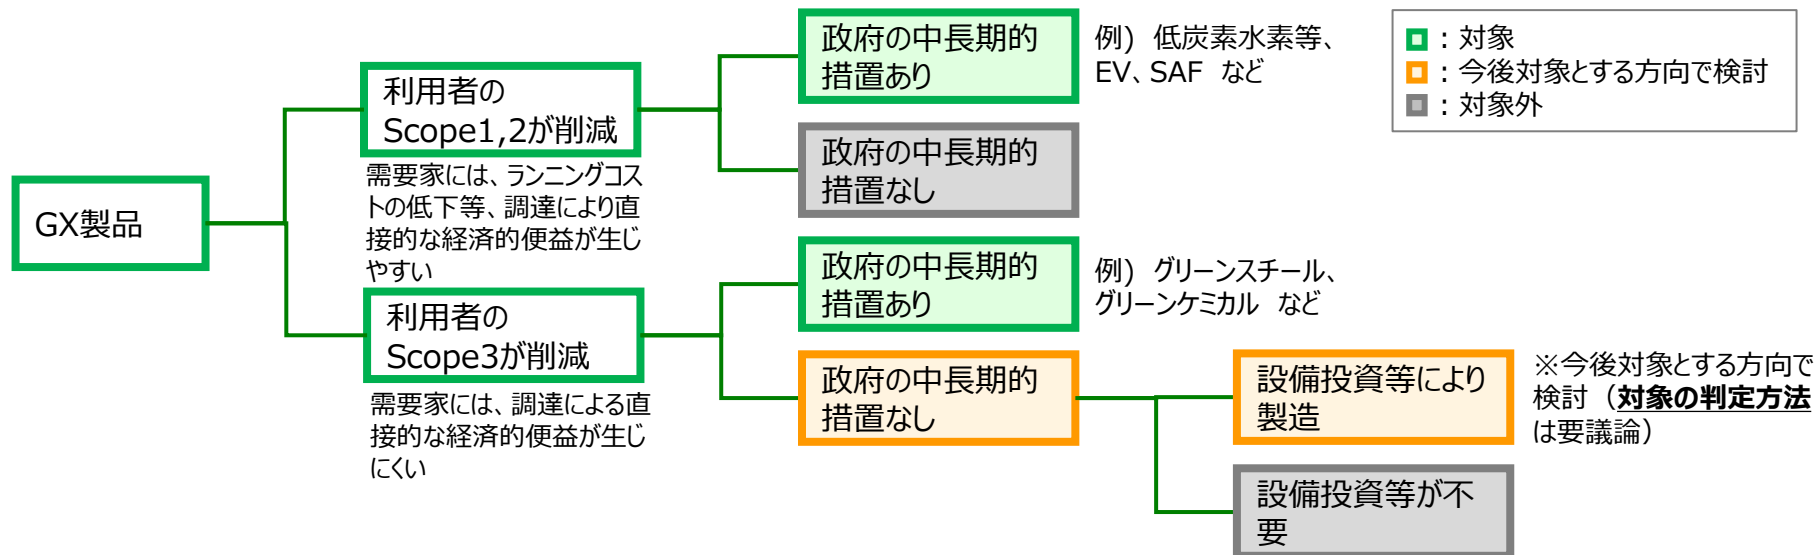 GX製品
利用者の
Scope1,2が削減
需要家には、ランニングコス
トの低下等、調達により直
接的な経済的便益が生じ
やすい
政府の中長期的
措置あり
例) 低炭素水素等、
EV、SAF など
政府の中長期的
措置なし
利用者の
Scope3が削減
需要家には、調達による直
接的な経済的便益が生じ
にくい
政府の中長期的
措置あり
例) グリーンスチール、
グリーンケミカル など
政府の中長期的
措置なし
設備投資等により
製造
※今後対象とする方向で
検討（対象の判定方法
は要議論）
設備投資等が不
要
：対象
：今後対象とする方向で検討
：対象外